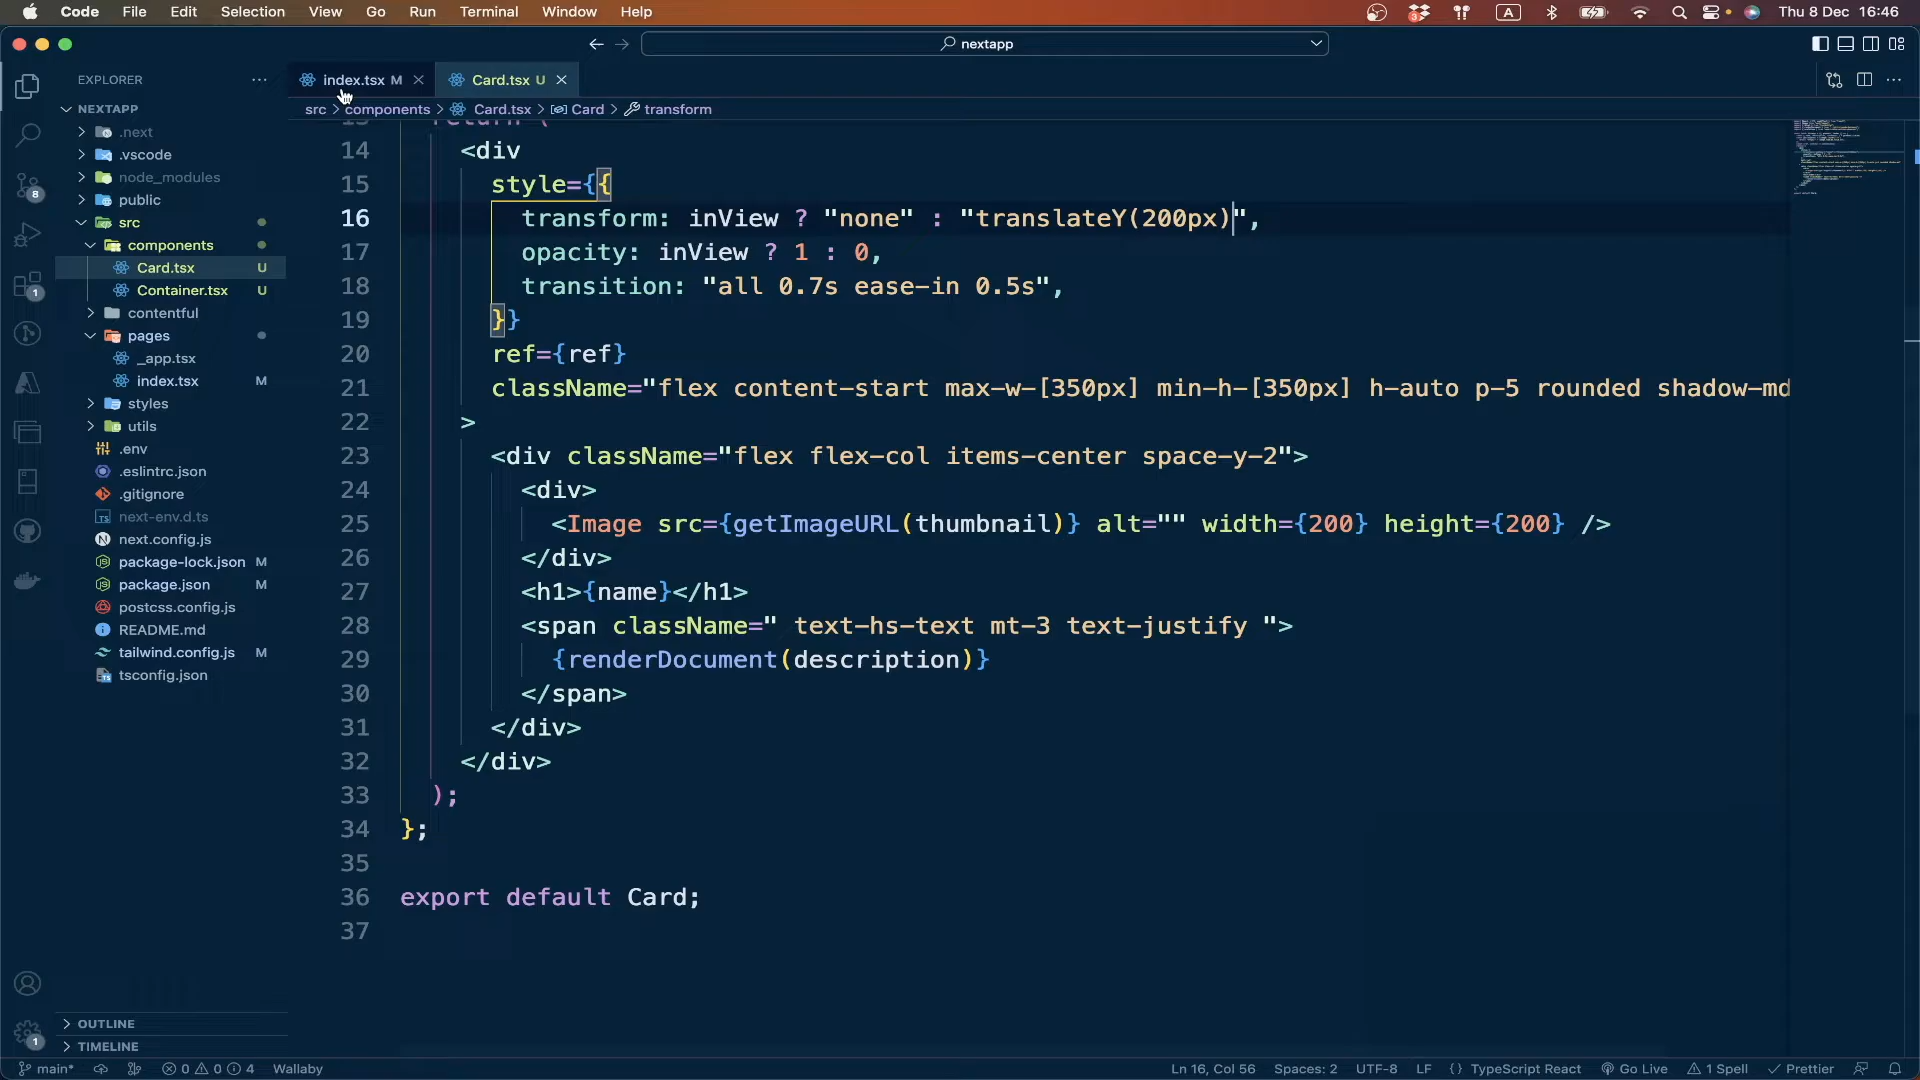 Code File Edit Selection View Go Run Terminal Window Help
A
Thu 8 Dec 16:46
nextapp
EXPLORER
index.tsx M
Card.tsx U
src > components > Card.tsx > Card > transform
NEXTAPP
.next
.vscode
node_modules
public
src
components
Card.tsx U
Container.tsx U
contentful
pages
_app.tsx
index.tsx M
styles
utils
.env
.eslintrc.json
.gitignore
next-env.d.ts
next.config.js
package-lock.json M
package.json M
postcss.config.js
README.md
tailwind.config.js M
tsconfig.json
OUTLINE
TIMELINE
8
1
1
14 <div
15 style={{
16 transform: inView ? "none" : "translateY(200px)",
17 opacity: inView ? 1 : 0,
18 transition: "all 0.7s ease-in 0.5s",
19 }}
20 ref={ref}
21 className="flex content-start max-w-[350px] min-h-[350px] h-auto p-5 rounded shadow-md
22 >
23 <div className="flex flex-col items-center space-y-2">
24 <div>
25 <Image src={getImageURL(thumbnail)} alt="" width={200} height={200} />
26 </div>
27 <h1>{name}</h1>
28 <span className=" text-hs-text mt-3 text-justify ">
29 {renderDocument(description)}
30 </span>
31 </div>
32 </div>
33 );
34 };
35
36 export default Card;
37
main* 0 0 4 Wallaby
Ln 16, Col 56 Spaces: 2 UTF-8 LF {} TypeScript React Go Live 1 Spell Prettier